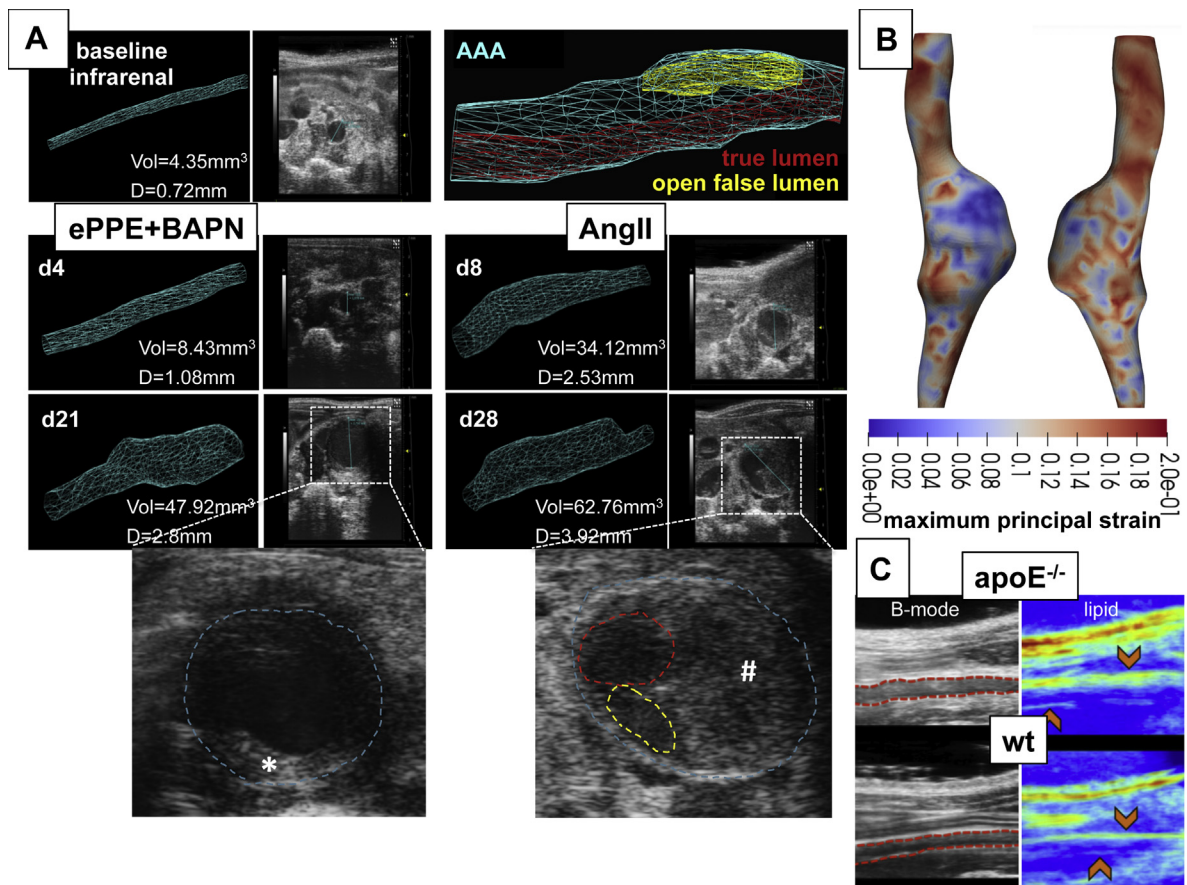 A
baseline
infrarenal
Vol=4.35mm³
D=0.72mm
AAA
true lumen
open false lumen
ePPE+BAPN
d4
Vol=8.43mm³
D=1.08mm
AngII
d8
Vol=34.12mm³
D=2.53mm
d21
Vol=47.92mm³
D=2.8mm
d28
Vol=62.76mm³
D=3.92mm
*
#
B
0.0e+00
0.02
0.04
0.06
0.08
0.1
0.12
0.14
0.16
0.18
2.0e-01
maximum principal strain
C
apoE⁻/⁻
B-mode
lipid
wt